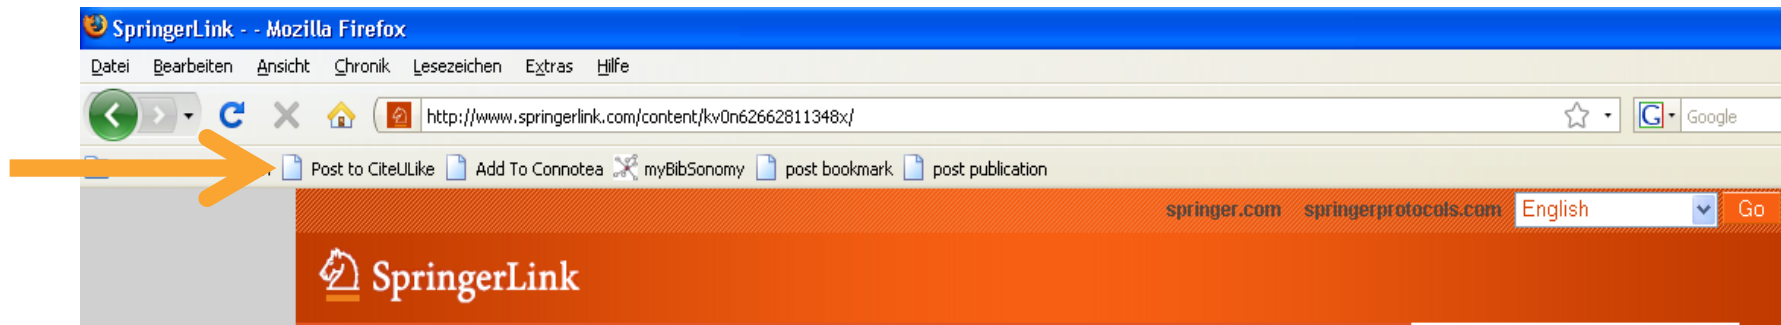 SpringerLink - - Mozilla Firefox
Datei Bearbeiten Ansicht Chronik Lesezeichen Extras Hilfe
http://www.springerlink.com/content/kv0n62662811348x/ G Google
Post to CiteULike Add To Connotea myBibSonomy post bookmark post publication
springer.com springerprotocols.com English Go
SpringerLink